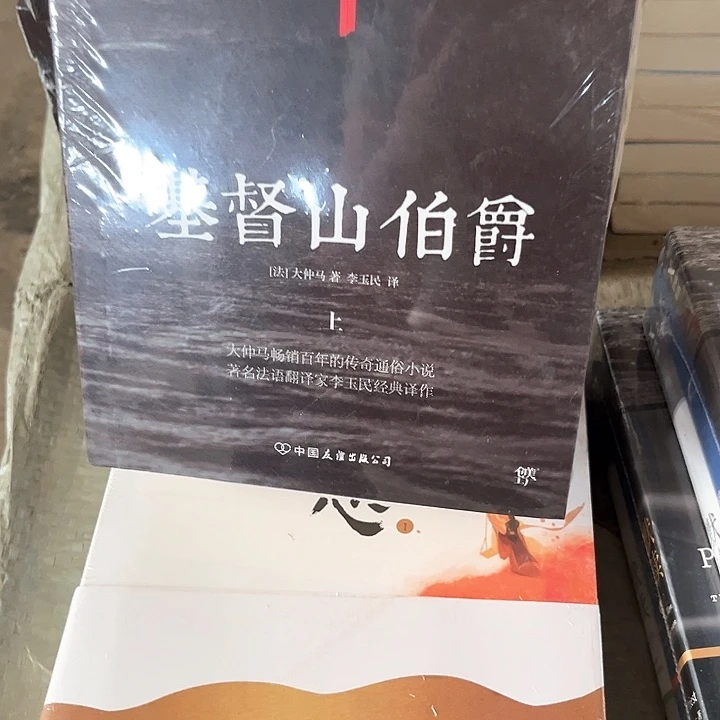 基督山伯爵
[法] 大仲马 著 李玉民 译
上
大仲马畅销百年的传奇通俗小说
著名法语翻译家李玉民经典译作
中国友谊出版公司
1
P
T